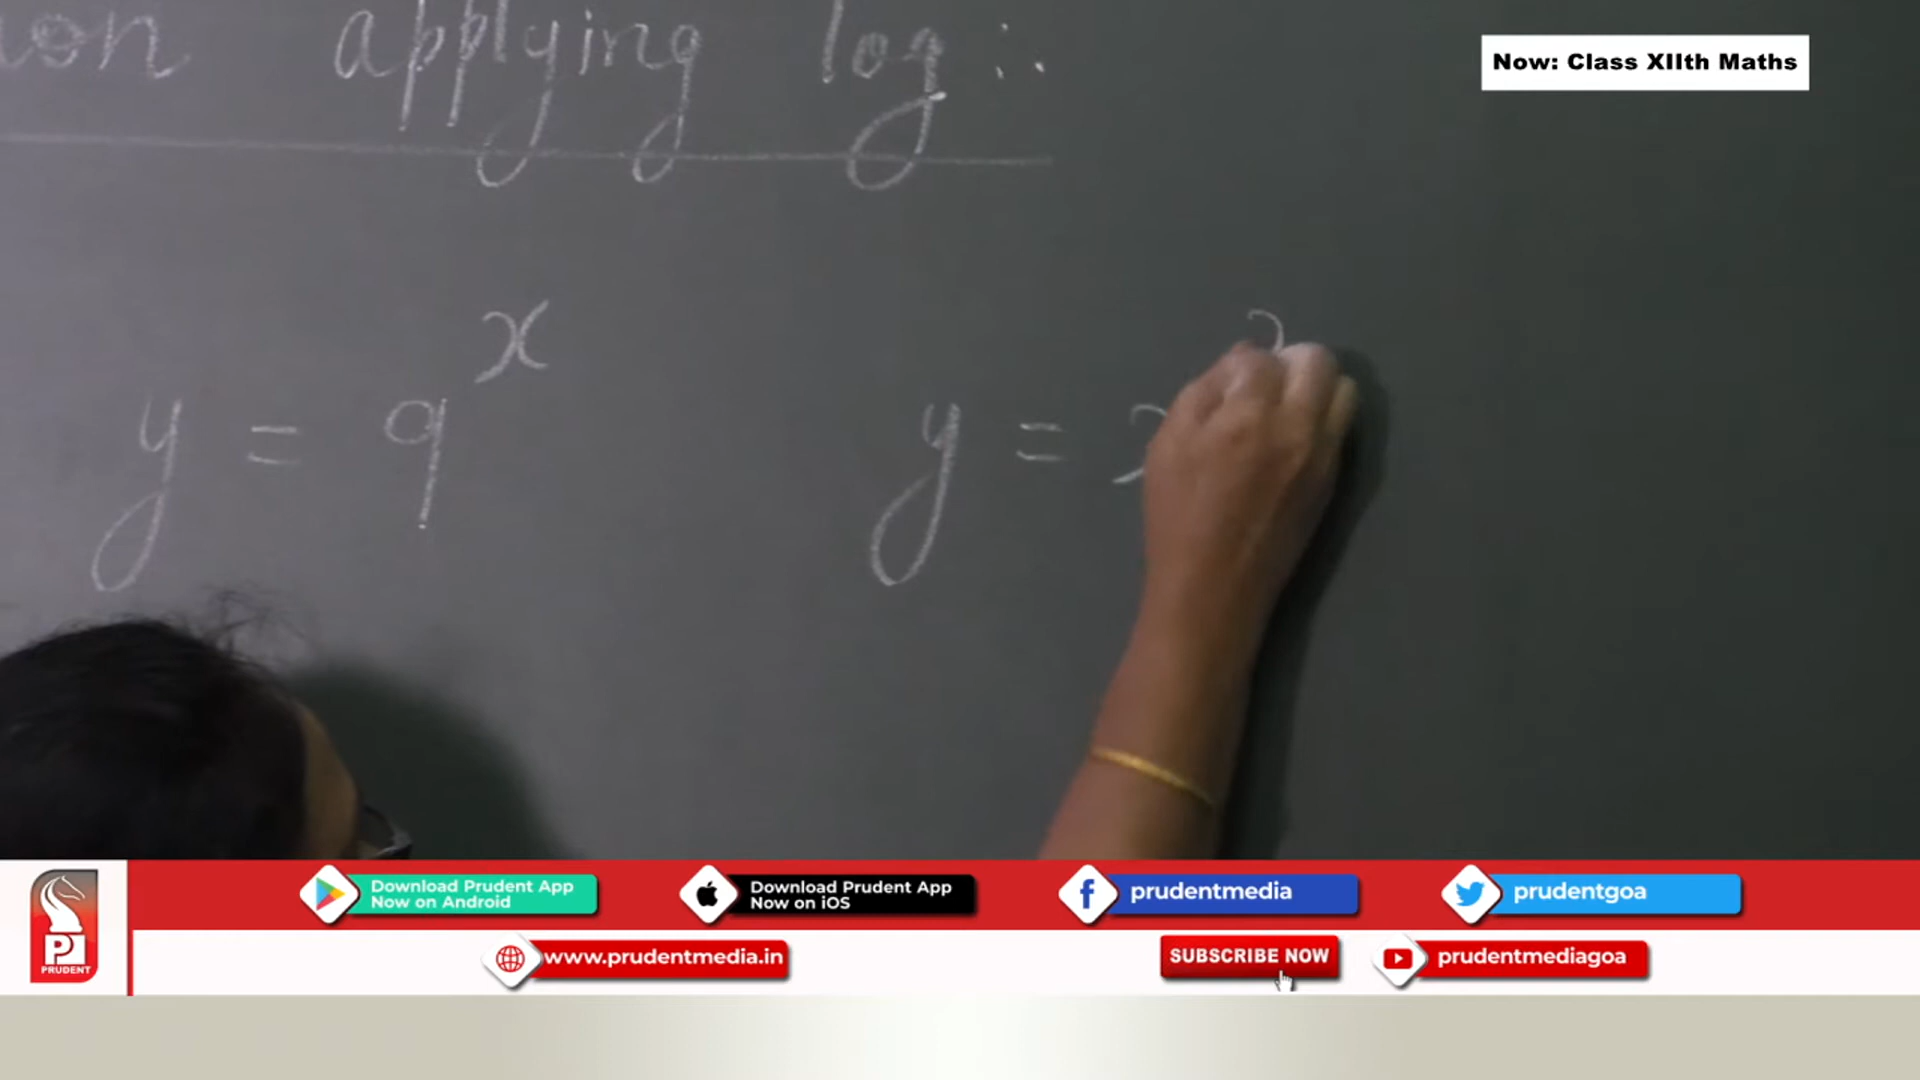 applying log :.
Now: Class XIIth Maths
y = 9^x
y =
Download Prudent App
Now on Android
Download Prudent App
Now on iOS
prudentmedia
prudentgoa
PRUDENT
www.prudentmedia.in
SUBSCRIBE NOW
prudentmediagoa